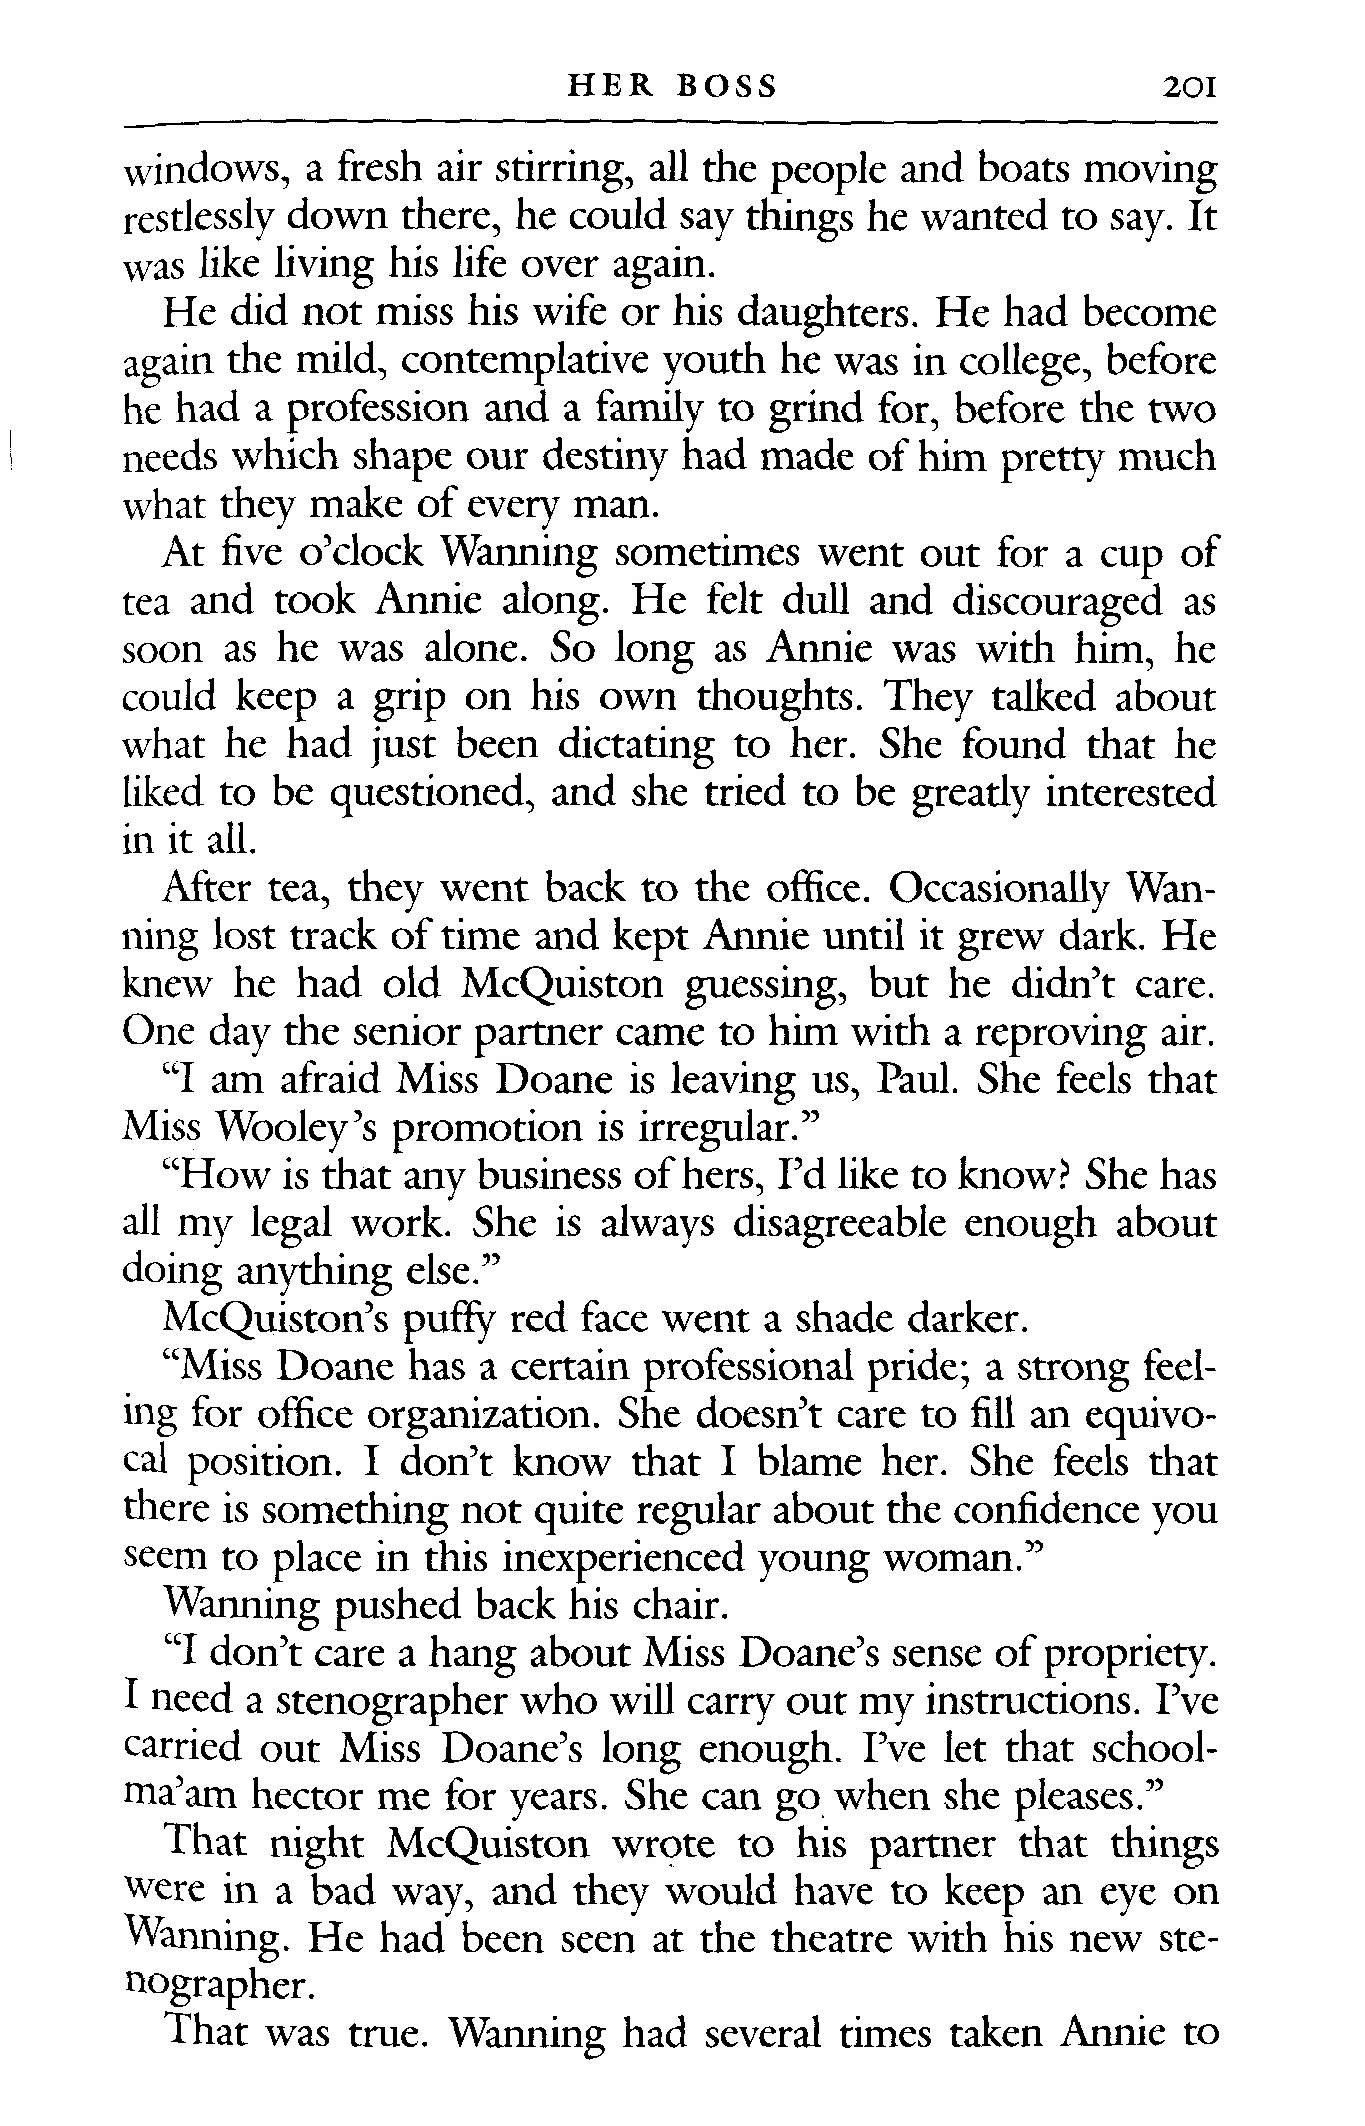 HER BOSS 201
windows, a fresh air stirring, all the people and boats moving
restlessly down there, he could say things he wanted to say. It
was like living his life over again.
He did not miss his wife or his daughters. He had become
again the mild, contemplative youth he was in college, before
he had a profession and a family to grind for, before the two
needs which shape our destiny had made of him pretty much
what they make of every man.
At five o’clock Wanning sometimes went out for a cup of
tea and took Annie along. He felt dull and discouraged as
soon as he was alone. So long as Annie was with him, he
could keep a grip on his own thoughts. They talked about
what he had just been dictating to her. She found that he
liked to be questioned, and she tried to be greatly interested
in it all.
After tea, they went back to the office. Occasionally Wan-
ning lost track of time and kept Annie until it grew dark. He
knew he had old McQuiston guessing, but he didn’t care.
One day the senior partner came to him with a reproving air.
“I am afraid Miss Doane is leaving us, Paul. She feels that
Miss Wooley’s promotion is irregular.”
“How is that any business of hers, I’d like to know? She has
all my legal work. She is always disagreeable enough about
doing anything else.”
McQuiston’s puffy red face went a shade darker.
“Miss Doane has a certain professional pride; a strong feel-
ing for office organization. She doesn’t care to fill an equivo-
cal position. I don’t know that I blame her. She feels that
there is something not quite regular about the confidence you
seem to place in this inexperienced young woman.”
Wanning pushed back his chair.
“I don’t care a hang about Miss Doane’s sense of propriety.
I need a stenographer who will carry out my instructions. I’ve
carried out Miss Doane’s long enough. I’ve let that school-
ma’am hector me for years. She can go when she pleases.”
That night McQuiston wrote to his partner that things
were in a bad way, and they would have to keep an eye on
Wanning. He had been seen at the theatre with his new ste-
nographer.
That was true. Wanning had several times taken Annie to